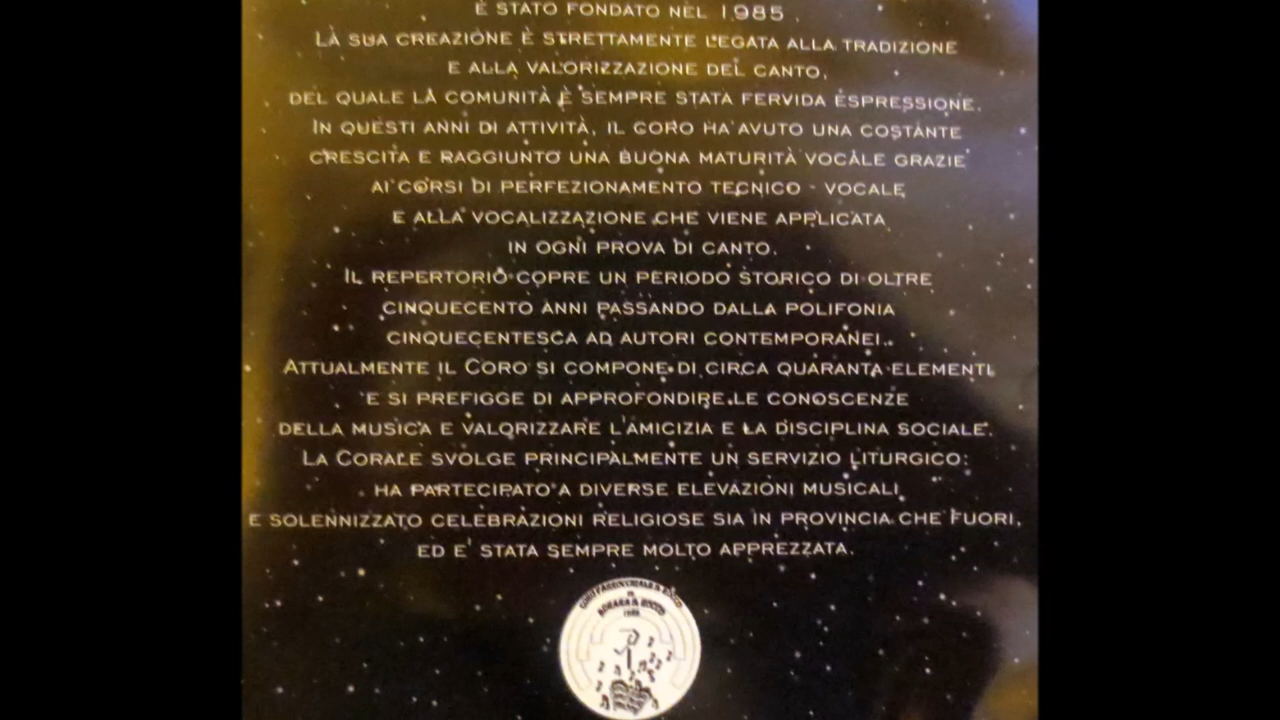 È STATO FONDATO NEL 1985
LA SUA CREAZIONE È STRETTAMENTE LEGATA ALLA TRADIZIONE
E ALLA VALORIZZAZIONE DEL CANTO,
DEL QUALE LA COMUNITÀ È SEMPRE STATA FERVIDA ESPRESSIONE.
IN QUESTI ANNI DI ATTIVITÀ, IL CORO HA AVUTO UNA COSTANTE
CRESCITA E RAGGIUNTO UNA BUONA MATURITÀ VOCALE GRAZIE
AI CORSI DI PERFEZIONAMENTO TECNICO - VOCALE
E ALLA VOCALIZZAZIONE CHE VIENE APPLICATA
IN OGNI PROVA DI CANTO.
IL REPERTORIO COPRE UN PERIODO STORICO DI OLTRE
CINQUECENTO ANNI PASSANDO DALLA POLIFONIA
CINQUECENTESCA AD AUTORI CONTEMPORANEI.
ATTUALMENTE IL CORO SI COMPONE DI CIRCA QUARANTA ELEMENTI
E SI PREFIGGE DI APPROFONDIRE LE CONOSCENZE
DELLA MUSICA E VALORIZZARE L'AMICIZIA E LA DISCIPLINA SOCIALE.
LA CORALE SVOLGE PRINCIPALMENTE UN SERVIZIO LITURGICO:
HA PARTECIPATO A DIVERSE ELEVAZIONI MUSICALI
E SOLENNIZZATO CELEBRAZIONI RELIGIOSE SIA IN PROVINCIA CHE FUORI,
ED E' STATA SEMPRE MOLTO APPREZZATA.